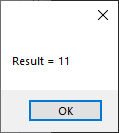 Result = 11
OK